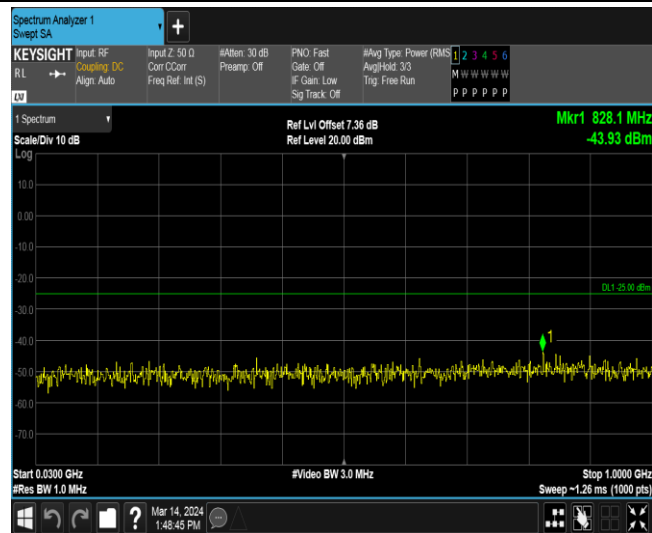 Spectrum Analyzer 1
Swept SA
+
KEYSIGHT
RL
LXI
Input: RF
Coupling: DC
Align: Auto
Input Z: 50 Ω
Corr CCorr
Freq Ref: Int (S)
#Atten: 30 dB
Preamp: Off
PNO: Fast
Gate: Off
IF Gain: Low
Sig Track: Off
#Avg Type: Power (RMS
Avg|Hold: 3/3
Trig: Free Run
1 2 3 4 5 6
M W W W W W
P P P P P P
1 Spectrum
Scale/Div 10 dB
Ref Lvl Offset 7.36 dB
Ref Level 20.00 dBm
Mkr1 828.1 MHz
-43.93 dBm
Log
10.0
0.00
-10.0
-20.0
DL1 -25.00 dBm
-30.0
1
-40.0
-50.0
-60.0
-70.0
Start 0.0300 GHz
#Video BW 3.0 MHz
Stop 1.0000 GHz
#Res BW 1.0 MHz
Sweep ~1.26 ms (1000 pts)
?
Mar 14, 2024
1:48:45 PM